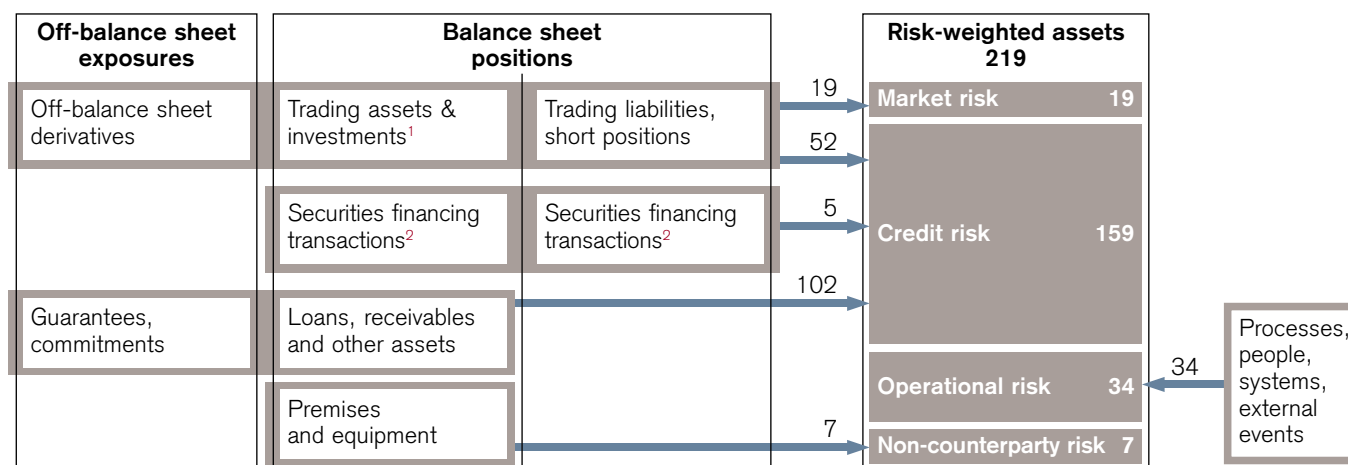 Off-balance sheet
exposures
Balance sheet
positions
Risk-weighted assets
219
Off-balance sheet
derivatives
Trading assets &
investments1
Trading liabilities,
short positions
19
52
Market risk 19
Securities financing
transactions2
Securities financing
transactions2
5
Credit risk 159
Guarantees,
commitments
Loans, receivables
and other assets
102
Operational risk 34
34
Processes,
people,
systems,
external
events
Premises
and equipment
7
Non-counterparty risk 7